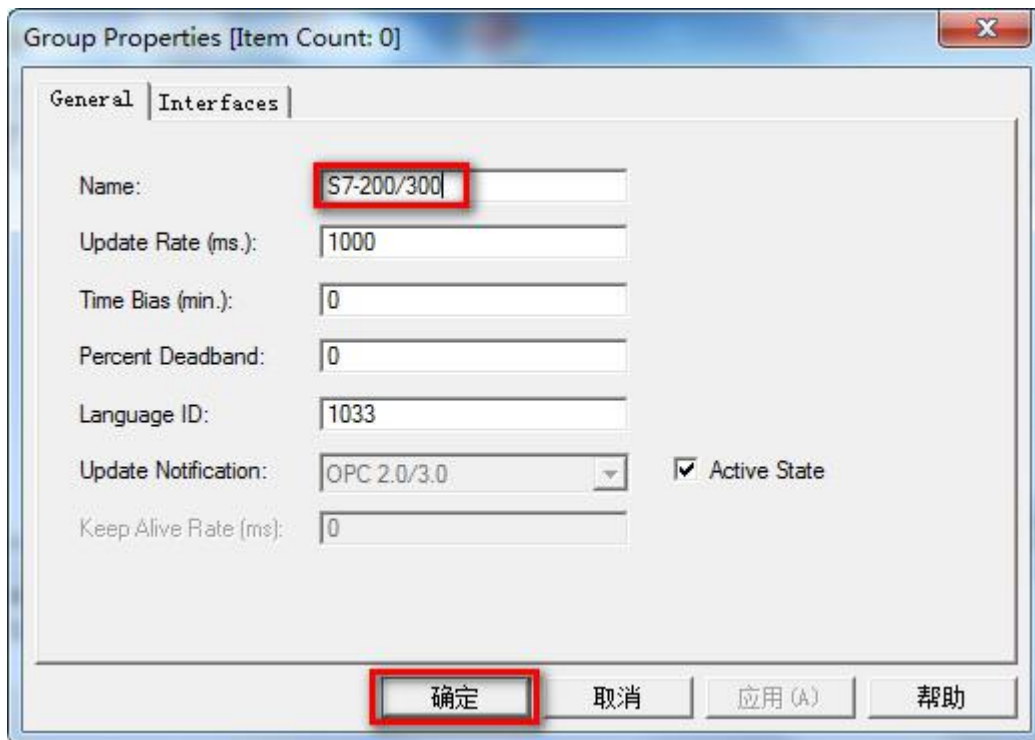 Group Properties [Item Count: 0]
General Interfaces
Name: S7-200/300
Update Rate (ms.): 1000
Time Bias (min.): 0
Percent Deadband: 0
Language ID: 1033
Update Notification: OPC 2.0/3.0 Active State
Keep Alive Rate (ms): 0
确定 取消 应用(A) 帮助